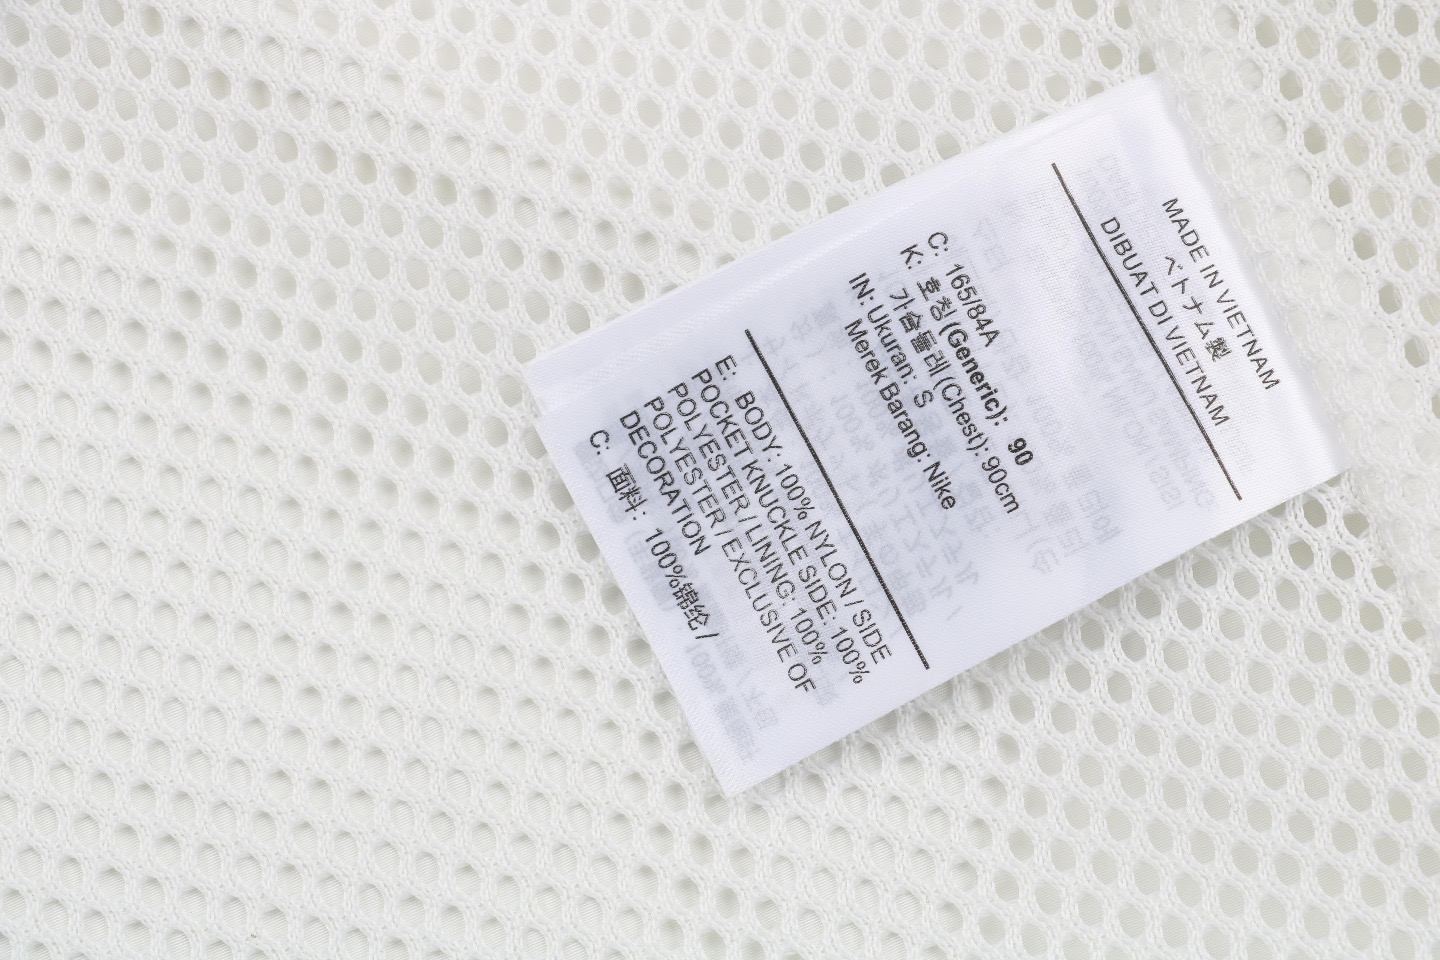 MADE IN VIETNAM
ベトナム製
DIBUAT DI VIETNAM
C: 165/84A
K: 호칭(Generic): 90
가슴둘레(Chest): 90cm
IN: Ukuran: S
Merek Barang: Nike
E: BODY: 100% NYLON / SIDE
POCKET KNUCKLE SIDE: 100%
POLYESTER / LINING: 100%
POLYESTER / EXCLUSIVE OF
DECORATION
C: 面料: 100%锦纶 /